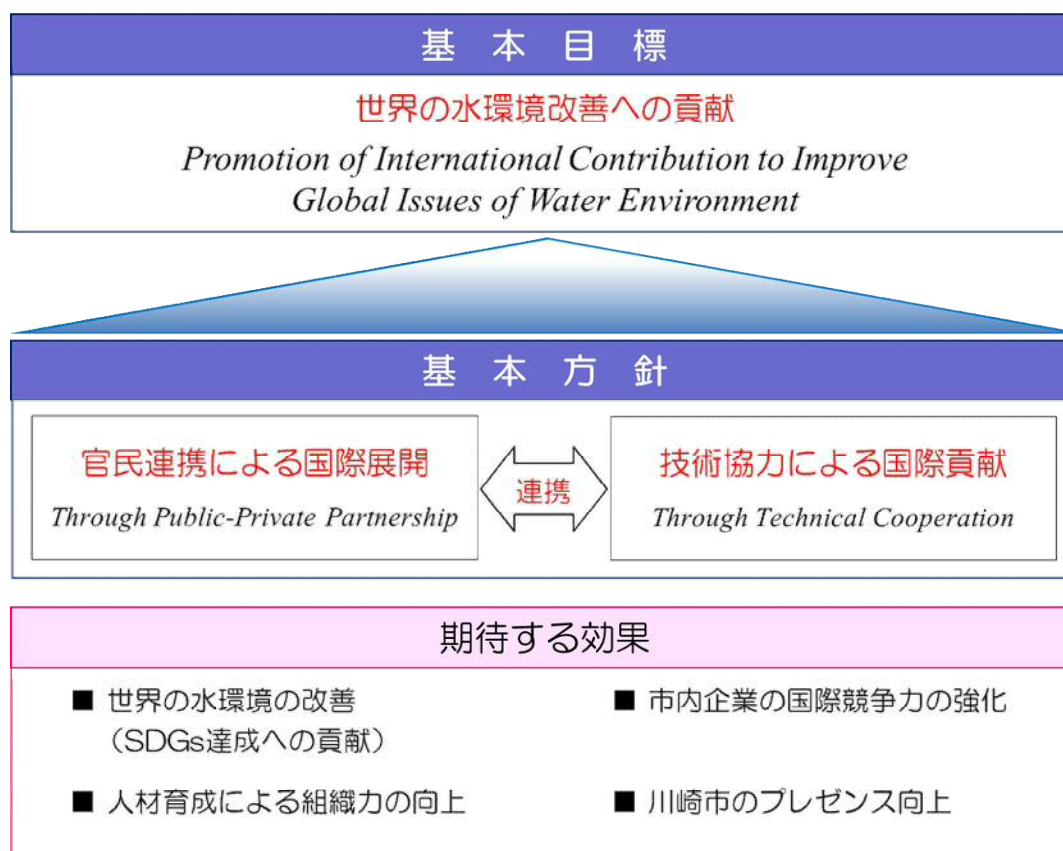 基本目標
世界の水環境改善への貢献
Promotion of International Contribution to Improve
Global Issues of Water Environment
基本方針
官民連携による国際展開
Through Public-Private Partnership
連携
技術協力による国際貢献
Through Technical Cooperation
期待する効果
■ 世界の水環境の改善
（SDGs達成への貢献）
■ 市内企業の国際競争力の強化
■ 人材育成による組織力の向上
■ 川崎市のプレゼンス向上